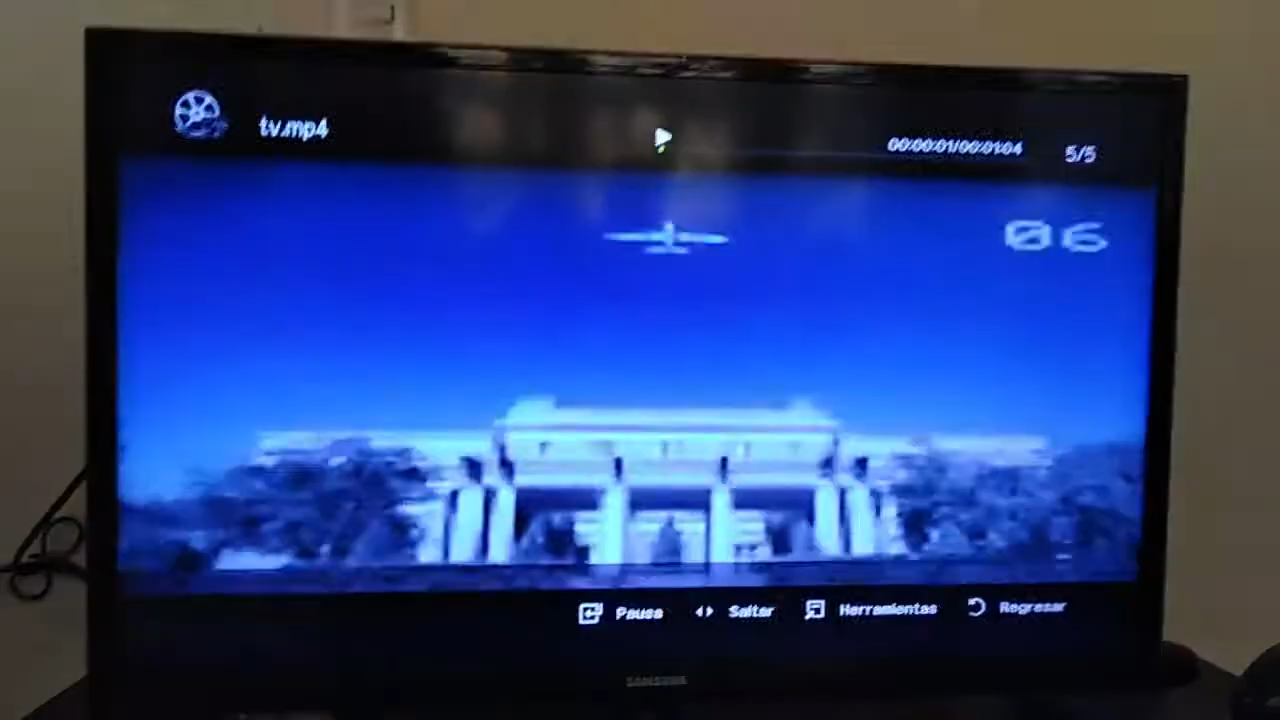 tv.mp4
00:00:01/00:01:04
5/5
06
Pausa
Saltar
Herramientas
Regresar
SAMSUNG